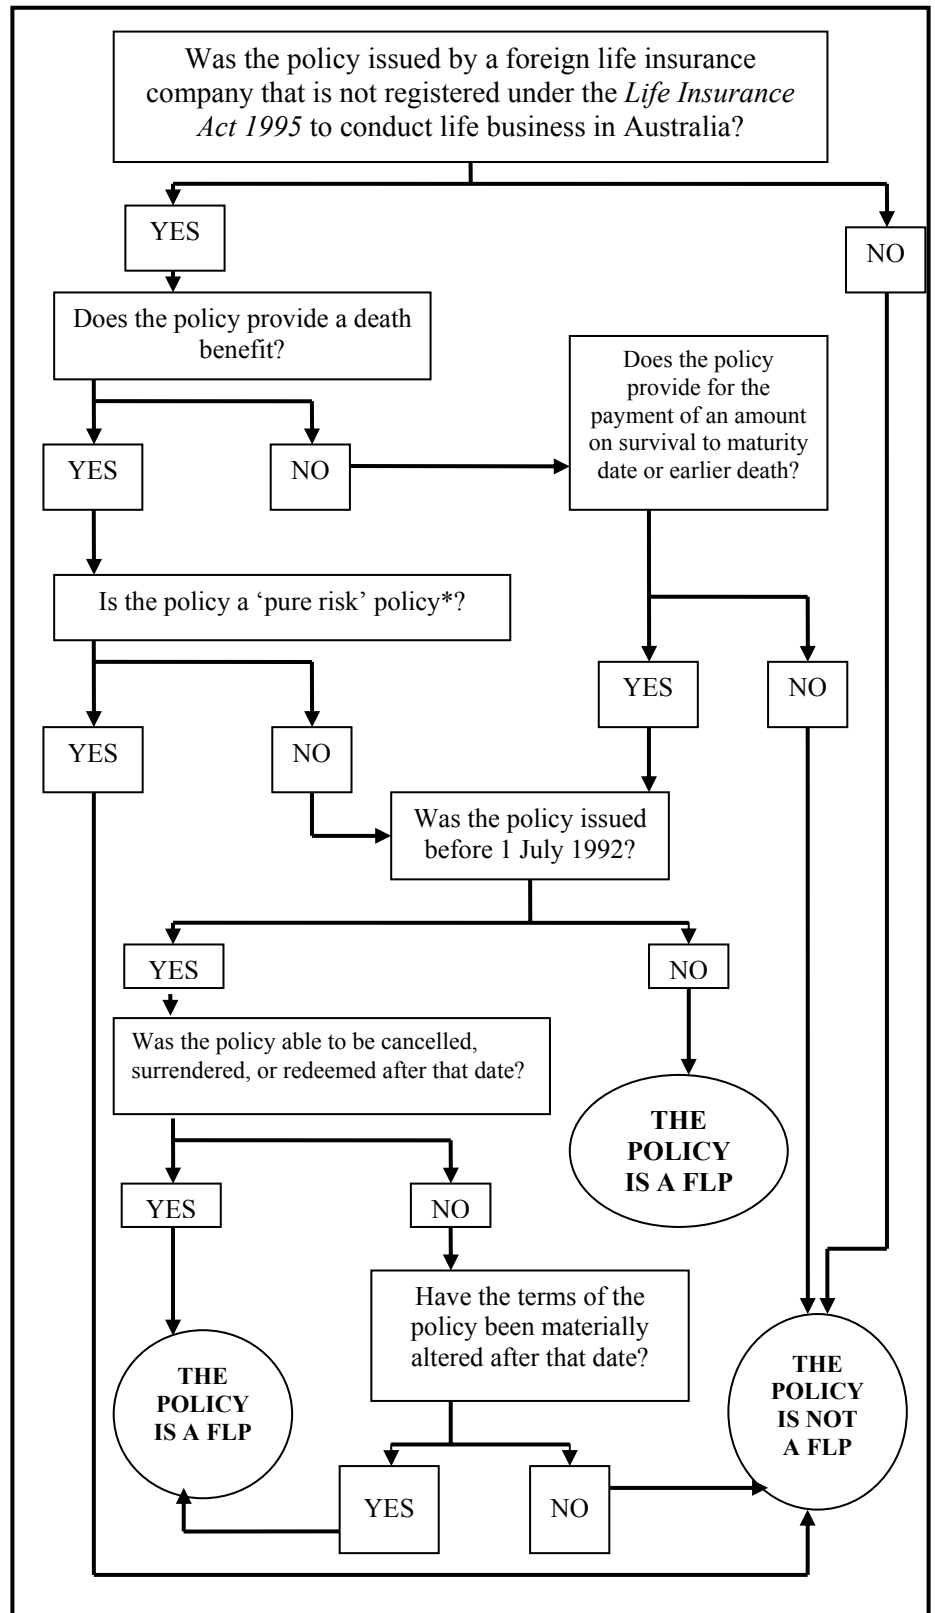 Was the policy issued by a foreign life insurance
company that is not registered under the Life Insurance
Act 1995 to conduct life business in Australia?
YES
NO
Does the policy provide a death
benefit?
Does the policy
provide for the
payment of an amount
on survival to maturity
date or earlier death?
YES
NO
Is the policy a ‘pure risk’ policy*?
YES
NO
YES
NO
Was the policy issued
before 1 July 1992?
YES
NO
Was the policy able to be cancelled,
surrendered, or redeemed after that date?
THE
POLICY
IS A FLP
YES
NO
Have the terms of the
policy been materially
altered after that date?
THE
POLICY
IS A FLP
THE
POLICY
IS NOT
A FLP
YES
NO